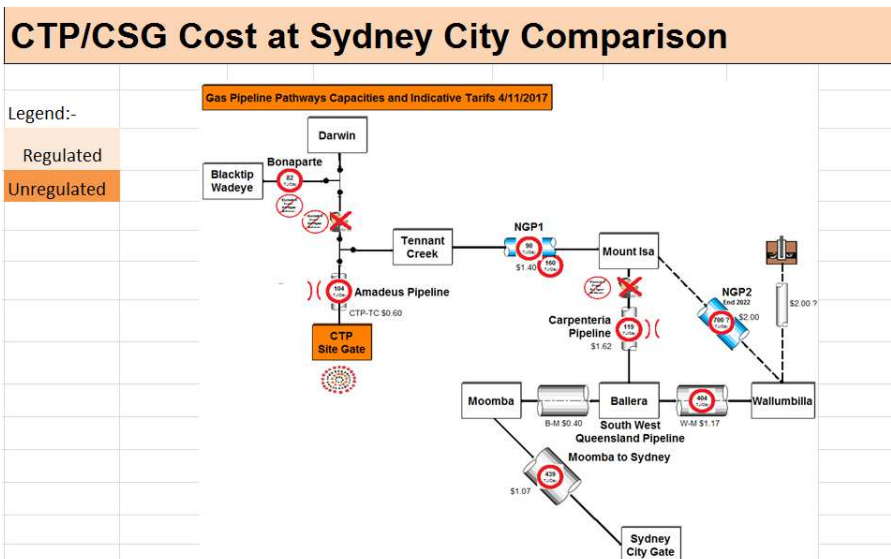 CTP/CSG Cost at Sydney City Comparison
Legend:-
Regulated
Unregulated
Gas Pipeline Pathways Capacities and Indicative Tarifs 4/11/2017
Darwin
Bonaparte
Blacktip
Wadeye
82
TJ/Day
Tennant
Creek
NGP1
90
TJ/Day
$1.40
160
TJ/Day
Mount Isa
NGP2
End 2022
700 ?
TJ/Day
$2.00
$2.00 ?
104
TJ/Day
Amadeus Pipeline
CTP-TC $0.60
CTP
Site Gate
Carpenteria
Pipeline
$1.62
119
TJ/Day
Moomba
B-M $0.40
Ballera
404
TJ/Day
W-M $1.17
Wallumbilla
South West
Queensland Pipeline
Moomba to Sydney
439
TJ/Day
$1.07
Sydney
City Gate